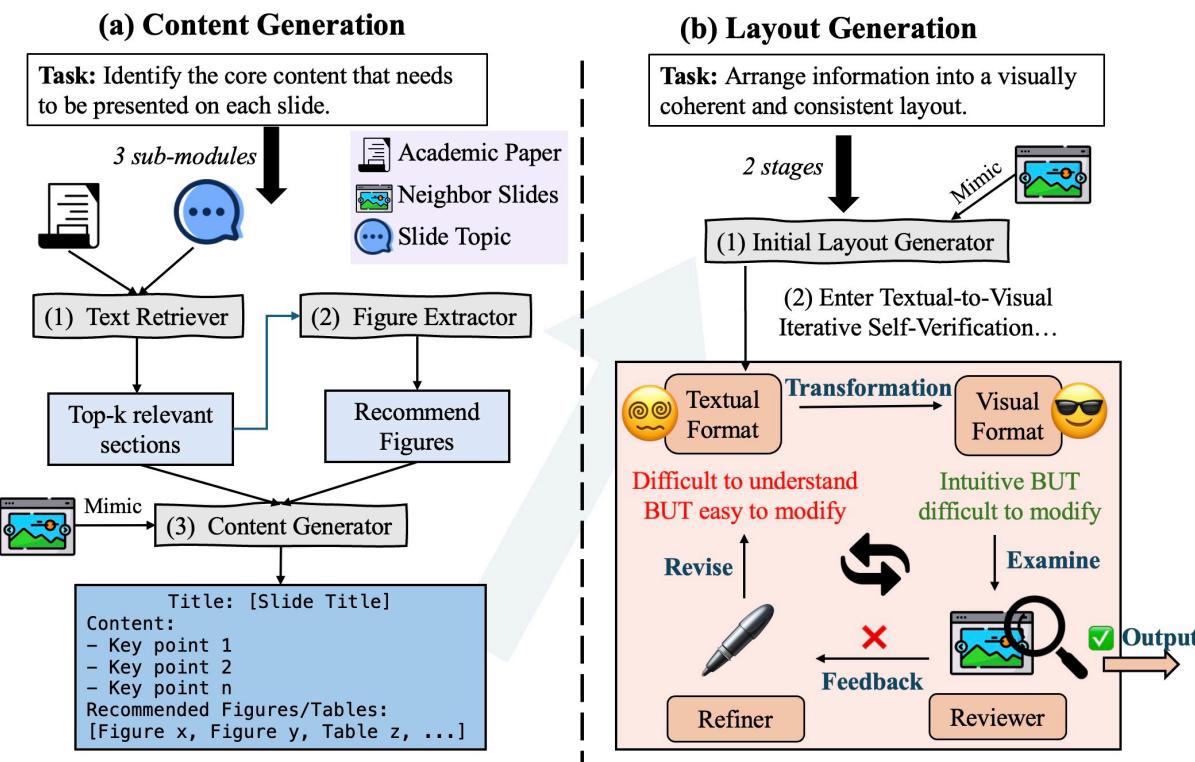 (a) Content Generation
Task: Identify the core content that needs
to be presented on each slide.
3 sub-modules
Academic Paper
Neighbor Slides
Slide Topic
(1) Text Retriever
(2) Figure Extractor
Top-k relevant
sections
Recommend
Figures
Mimic
(3) Content Generator
Title: [Slide Title]
Content:
– Key point 1
– Key point 2
– Key point n
Recommended Figures/Tables:
[Figure x, Figure y, Table z, ...]
(b) Layout Generation
Task: Arrange information into a visually
coherent and consistent layout.
2 stages
Mimic
(1) Initial Layout Generator
(2) Enter Textual-to-Visual
Iterative Self-Verification…
Textual
Format
Transformation
Visual
Format
Difficult to understand
BUT easy to modify
Intuitive BUT
difficult to modify
Revise
Examine
Feedback
Output
Refiner
Reviewer